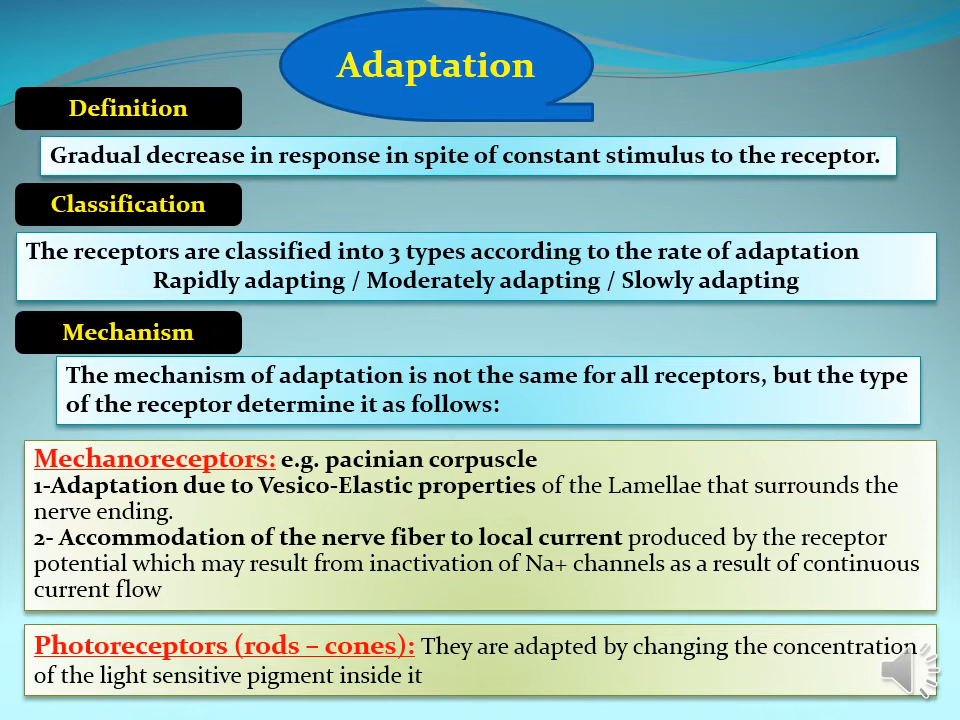 Adaptation
Definition
Gradual decrease in response in spite of constant stimulus to the receptor.
Classification
The receptors are classified into 3 types according to the rate of adaptation
Rapidly adapting / Moderately adapting / Slowly adapting
Mechanism
The mechanism of adaptation is not the same for all receptors, but the type
of the receptor determine it as follows:
Mechanoreceptors: e.g. pacinian corpuscle
1-Adaptation due to Vesico-Elastic properties of the Lamellae that surrounds the
nerve ending.
2- Accommodation of the nerve fiber to local current produced by the receptor
potential which may result from inactivation of Na+ channels as a result of continuous
current flow
Photoreceptors (rods – cones): They are adapted by changing the concentration
of the light sensitive pigment inside it